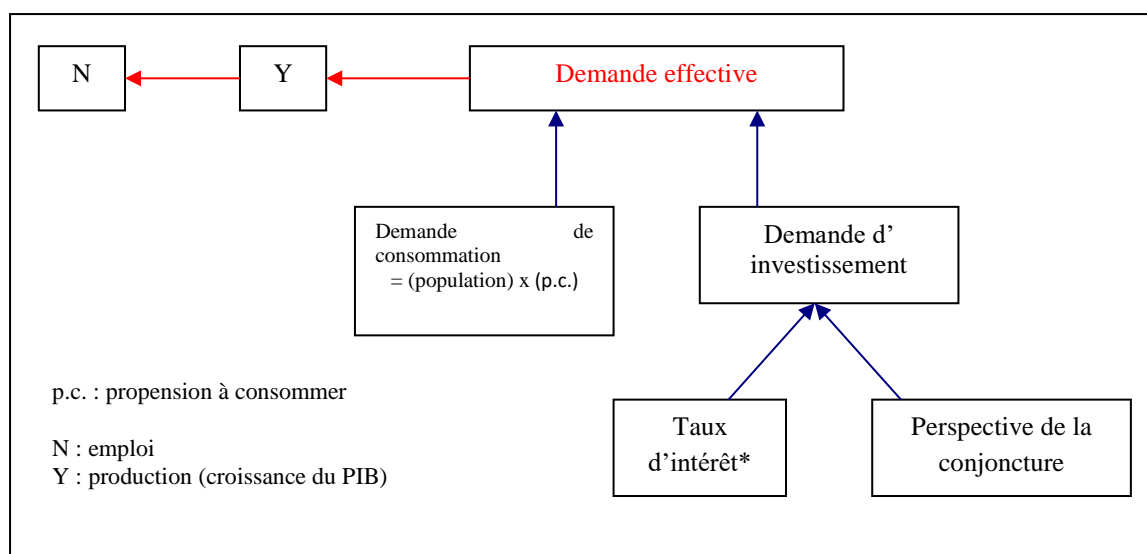 N
Y
Demande effective
Demande de
consommation
= (population) x (p.c.)
Demande d’
investissement
p.c. : propension à consommer
N : emploi
Y : production (croissance du PIB)
Taux
d’intérêt*
Perspective de la
conjoncture